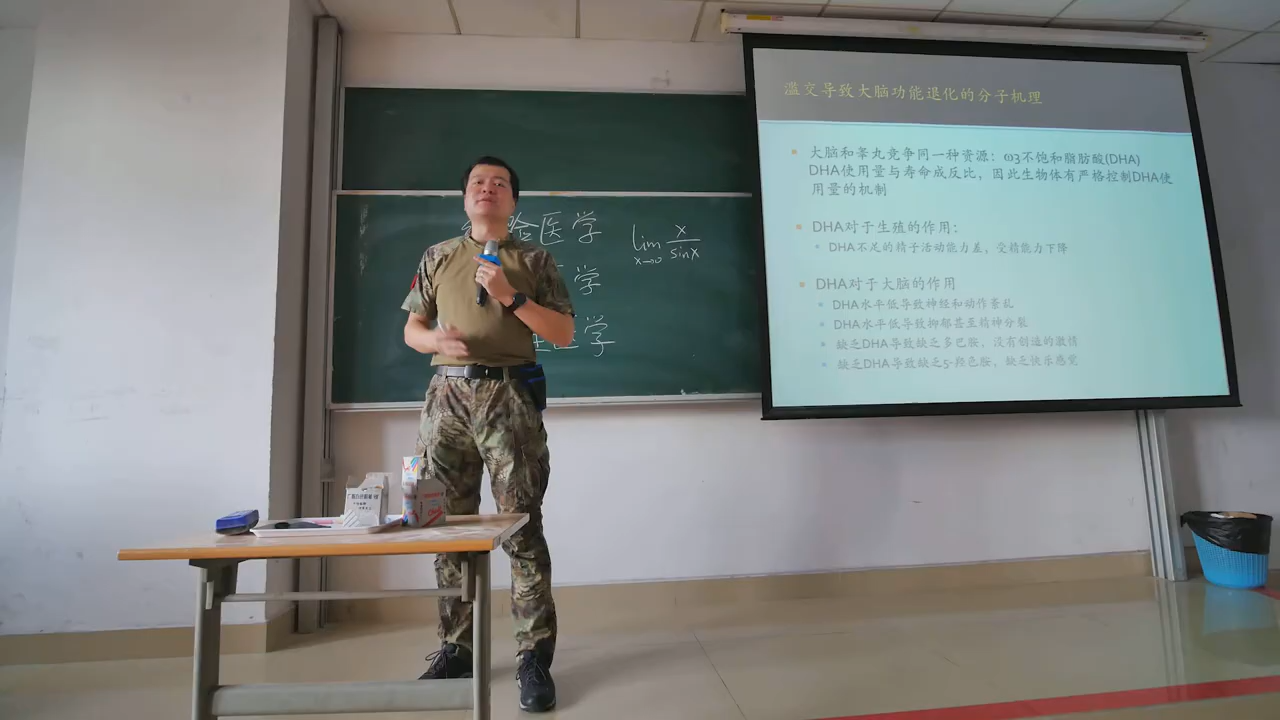 验医学
学
医学
lim x/sinx
x→0
滥交导致大脑功能退化的分子机理
大脑和睾丸竞争同一种资源：ω3不饱和脂肪酸(DHA)
DHA使用量与寿命成反比，因此生物体有严格控制DHA使
用量的机制
DHA对于生殖的作用：
DHA不足的精子活动能力差，受精能力下降
DHA对于大脑的作用
DHA水平低导致神经和动作紊乱
DHA水平低导致抑郁甚至精神分裂
缺乏DHA导致缺乏多巴胺，没有创造的激情
缺乏DHA导致缺乏5-羟色胺，缺乏快乐感觉